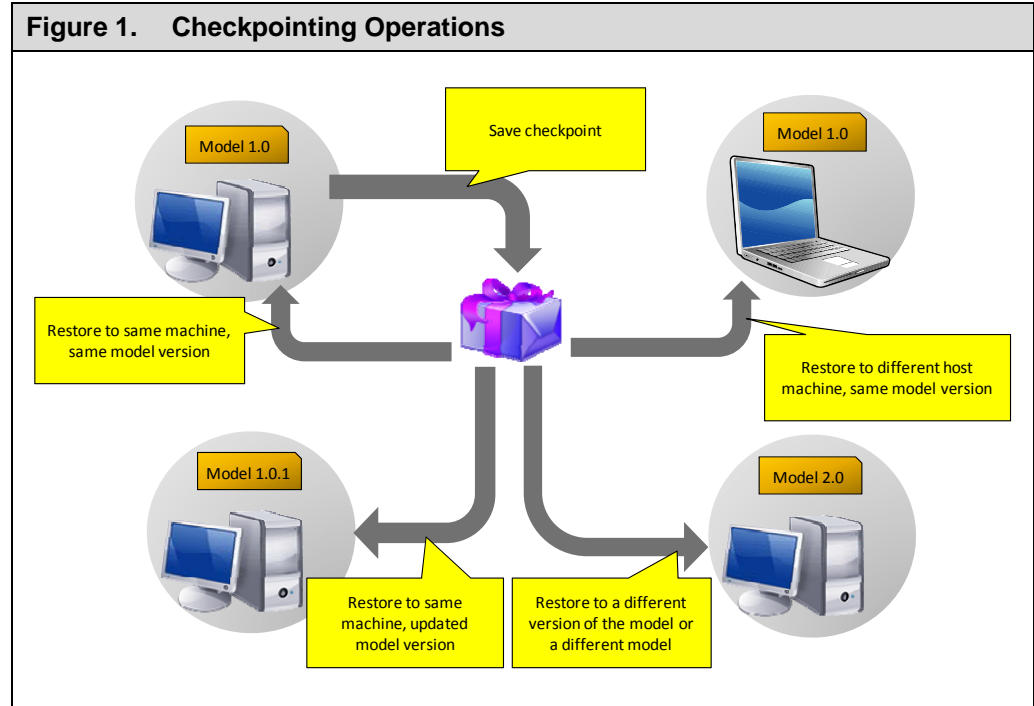 Figure 1. Checkpointing Operations
Model 1.0
Save checkpoint
Model 1.0
Restore to same machine,
same model version
Restore to different host
machine, same model version
Model 1.0.1
Model 2.0
Restore to same
machine, updated
model version
Restore to a different
version of the model or
a different model